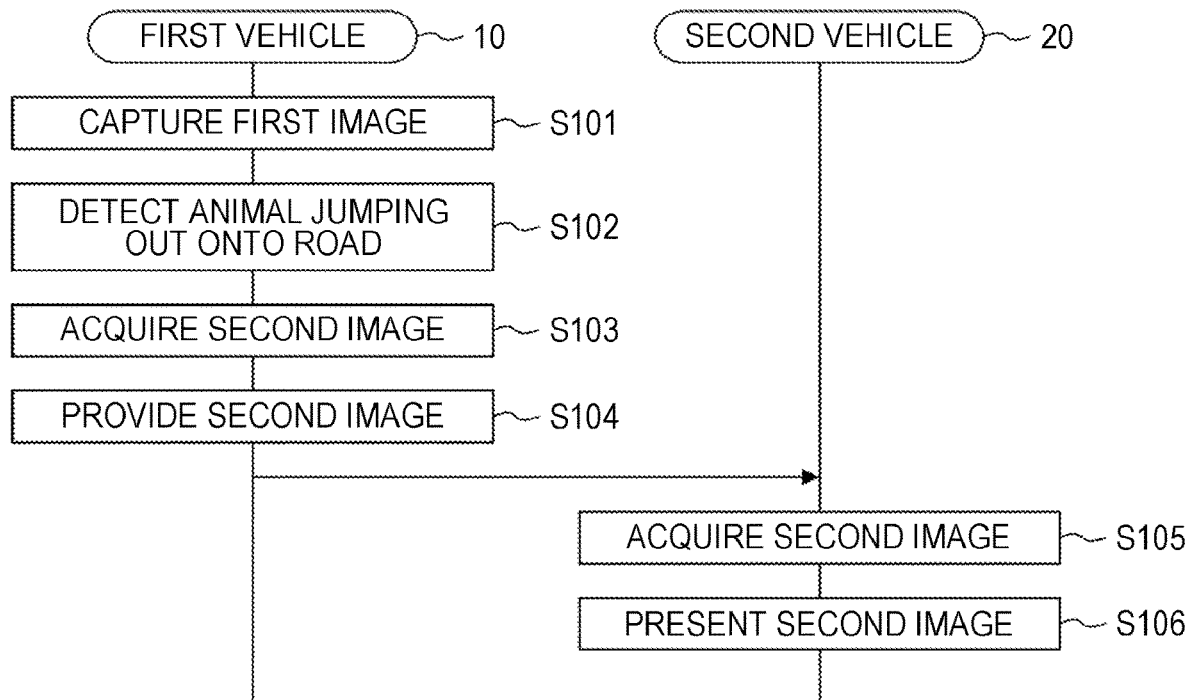 FIRST VEHICLE 10
SECOND VEHICLE 20
CAPTURE FIRST IMAGE S101
DETECT ANIMAL JUMPING
OUT ONTO ROAD
S102
ACQUIRE SECOND IMAGE S103
PROVIDE SECOND IMAGE S104
ACQUIRE SECOND IMAGE S105
PRESENT SECOND IMAGE S106